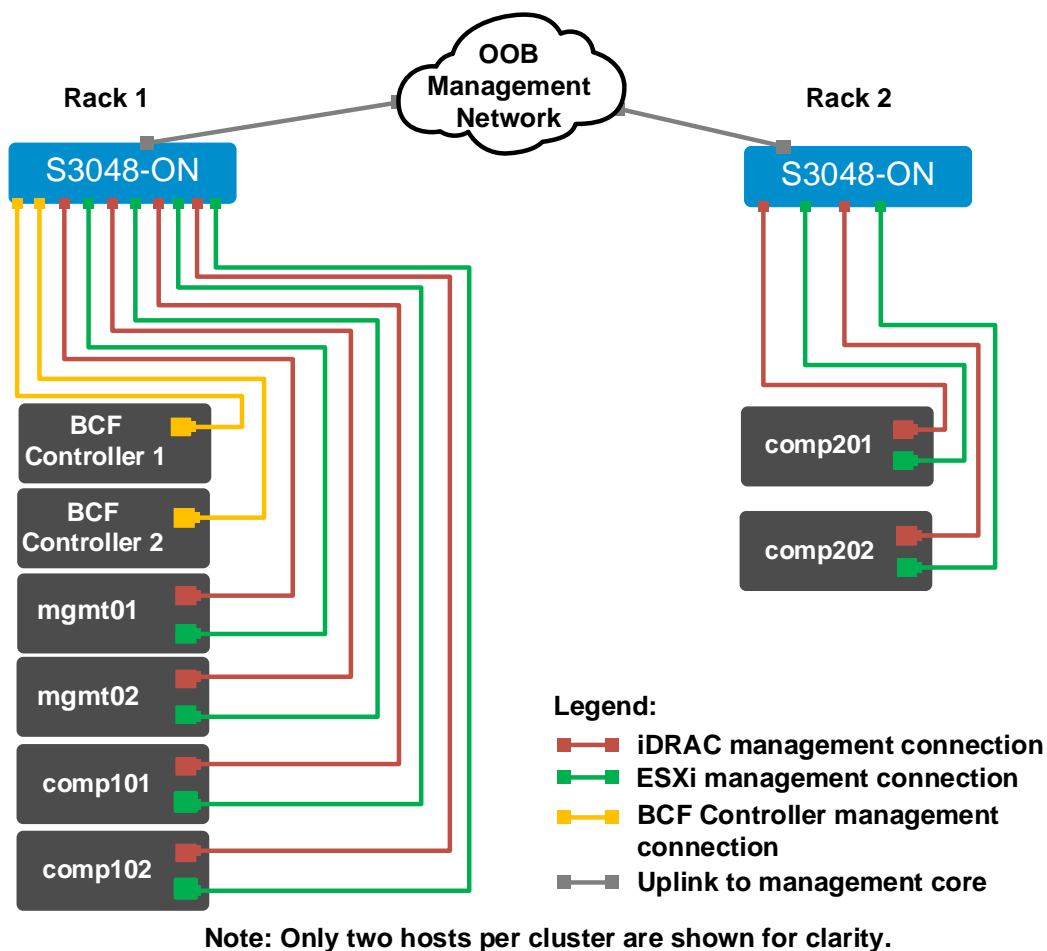 OOB
Management
Network
Rack 1
Rack 2
S3048-ON
S3048-ON
BCF
Controller 1
BCF
Controller 2
mgmt01
mgmt02
comp101
comp102
comp201
comp202
Legend:
iDRAC management connection
ESXi management connection
BCF Controller management
connection
Uplink to management core
Note: Only two hosts per cluster are shown for clarity.